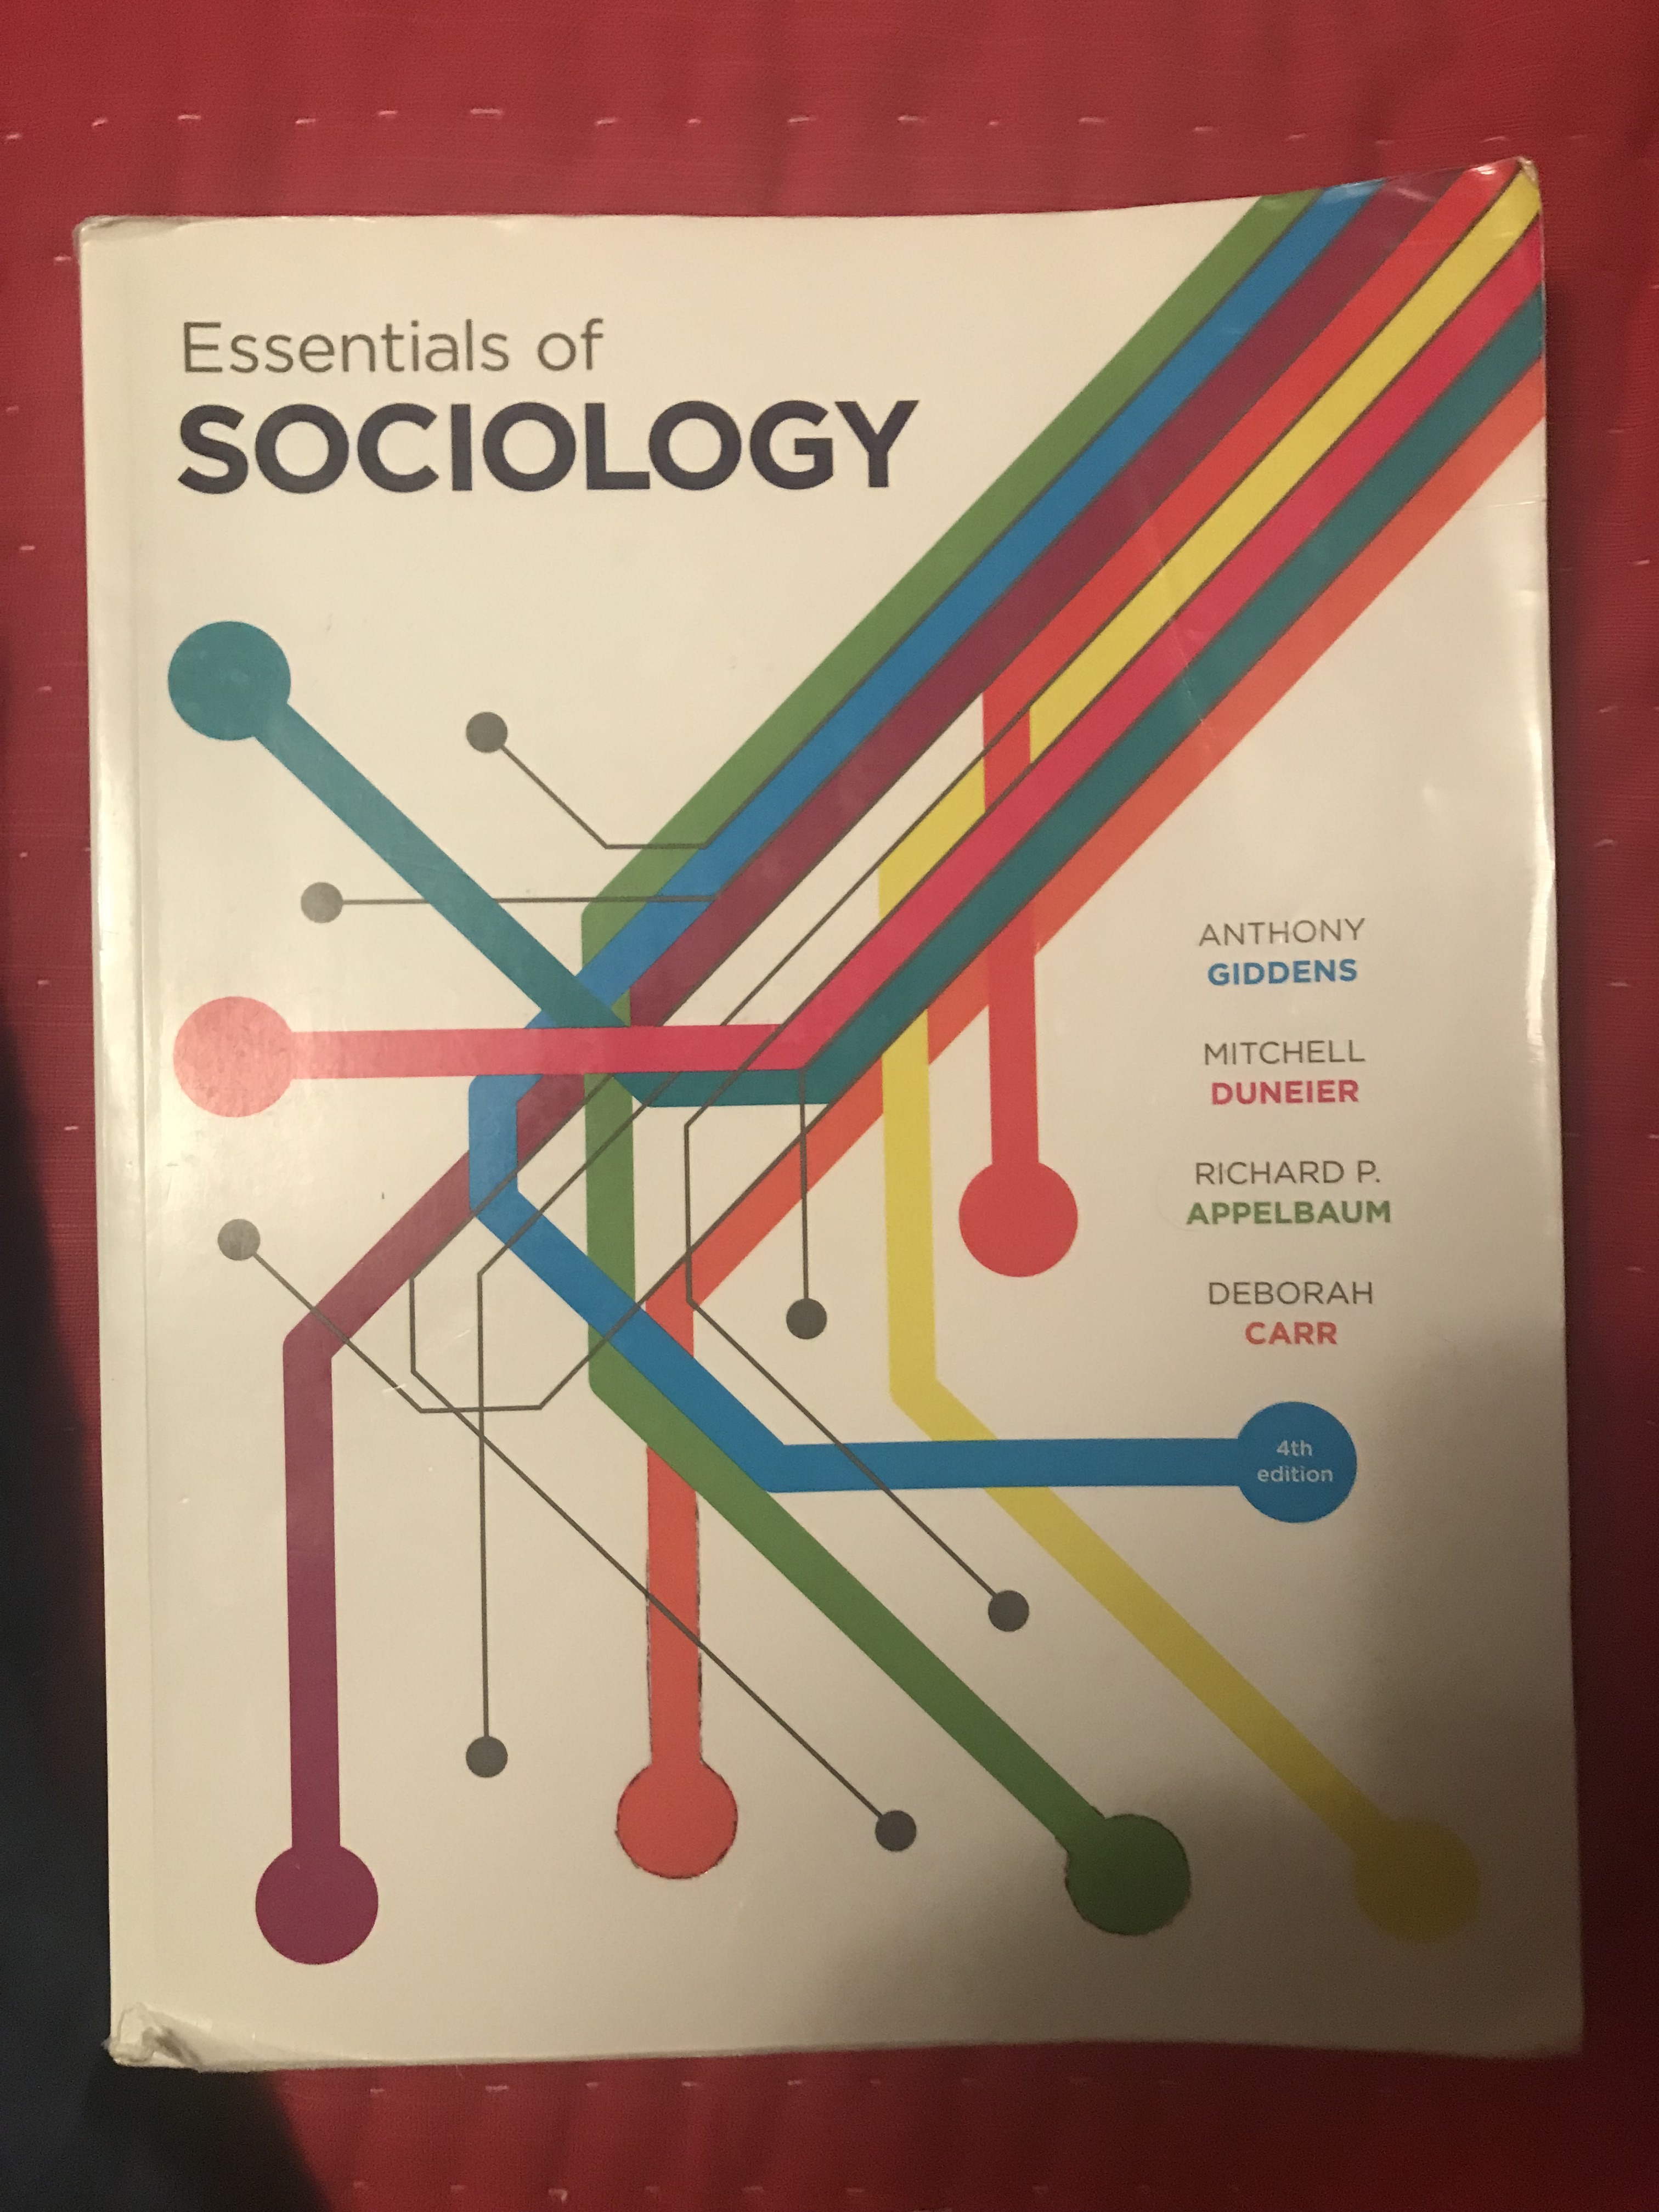 Essentials of
SOCIOLOGY
ANTHONY
GIDDENS
MITCHELL
DUNEIER
RICHARD P.
APPELBAUM
DEBORAH
CARR
4th
edition